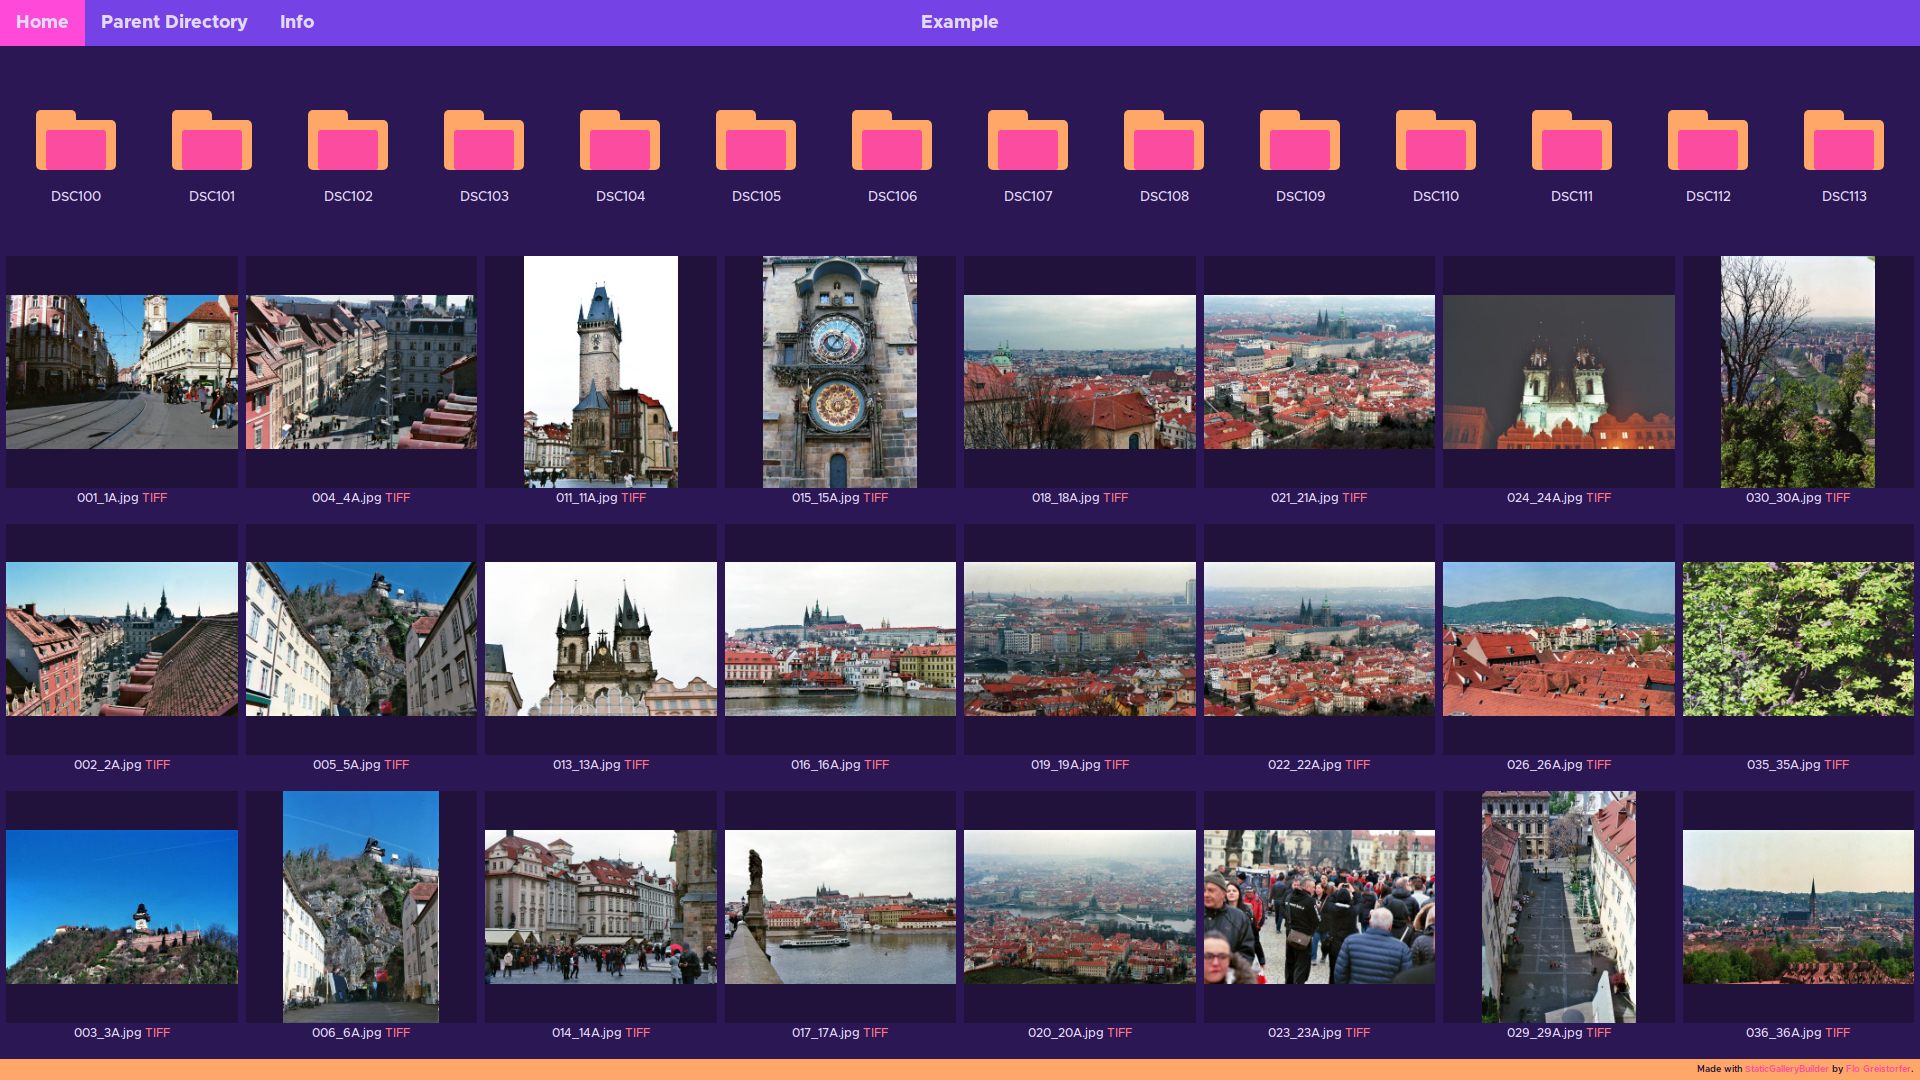 Home Parent Directory Info Example
DSC100 DSC101 DSC102 DSC103 DSC104 DSC105 DSC106 DSC107 DSC108 DSC109 DSC110 DSC111 DSC112 DSC113
001_1A.jpg TIFF 004_4A.jpg TIFF 011_11A.jpg TIFF 015_15A.jpg TIFF 018_18A.jpg TIFF 021_21A.jpg TIFF 024_24A.jpg TIFF 030_30A.jpg TIFF
002_2A.jpg TIFF 005_5A.jpg TIFF 013_13A.jpg TIFF 016_16A.jpg TIFF 019_19A.jpg TIFF 022_22A.jpg TIFF 026_26A.jpg TIFF 035_35A.jpg TIFF
003_3A.jpg TIFF 006_6A.jpg TIFF 014_14A.jpg TIFF 017_17A.jpg TIFF 020_20A.jpg TIFF 023_23A.jpg TIFF 029_29A.jpg TIFF 036_36A.jpg TIFF
Made with StaticGalleryBuilder by Flo Greistorfer.